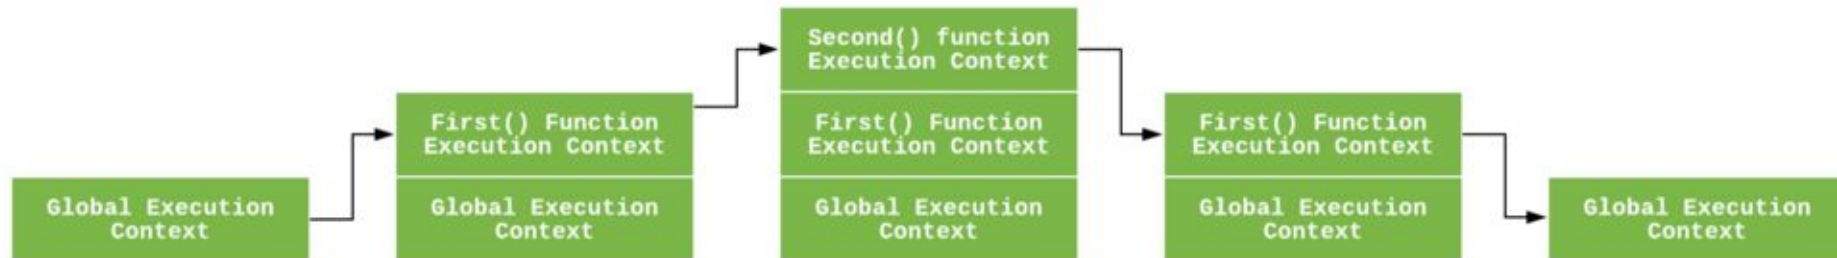 Second() function
Execution Context
First() Function
Execution Context
First() Function
Execution Context
First() Function
Execution Context
Global Execution
Context
Global Execution
Context
Global Execution
Context
Global Execution
Context
Global Execution
Context